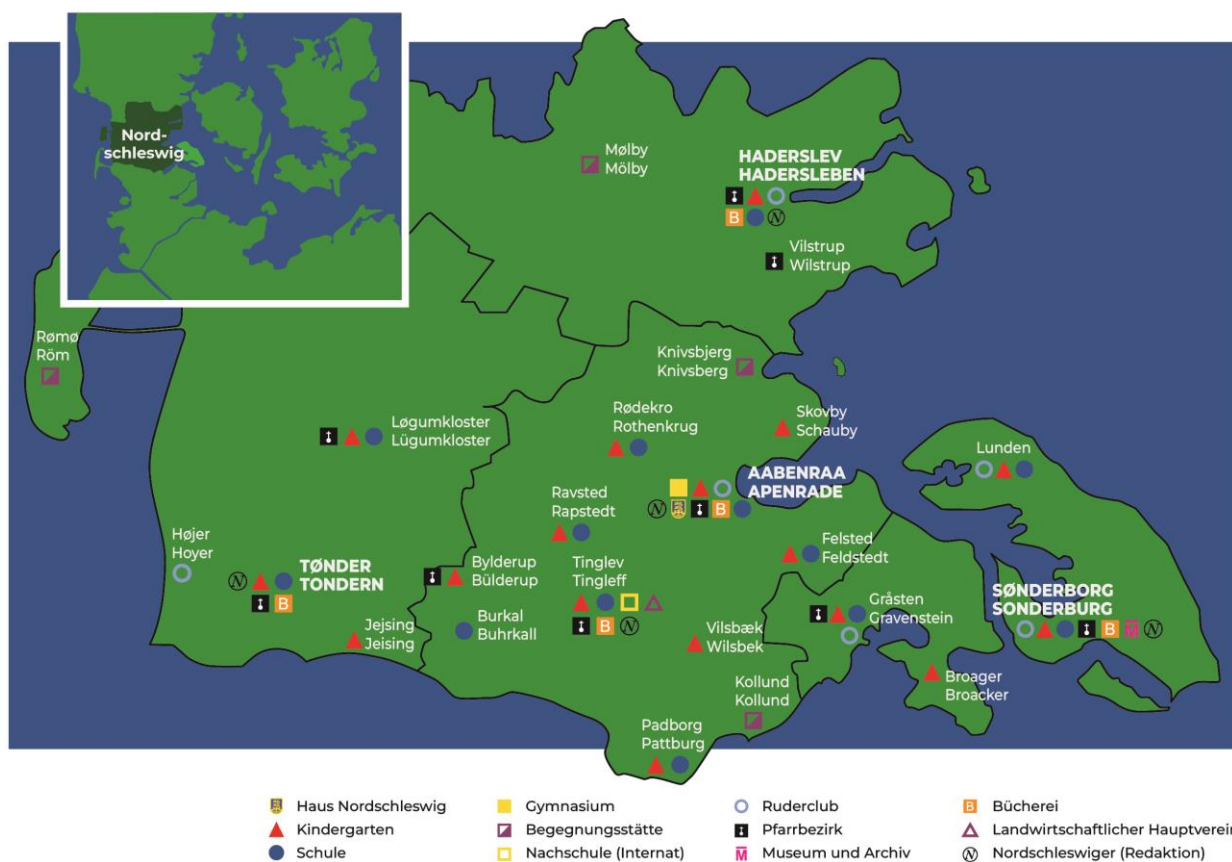 Nord-
schleswig
Mølby
Mölby
HADERSLEV
HADERSLEBEN
B
N
Vilstrup
Wilstrup
Rømø
Röm
Knivsbjerg
Knivsberg
Rødekro
Rothenkrug
Skovby
Schauby
Løgumkloster
Lügumkloster
Lunden
AABENRAA
APENRADE
N
B
Ravsted
Rapstedt
Felsted
Feldstedt
Højer
Hoyer
TØNDER
TONDERN
N
B
Bylderup
Bülderup
Tinglev
Tingleff
B
N
Burkal
Buhrkall
Jejsing
Jeising
Vilsbæk
Wilsbek
Gråsten
Gravenstein
SØNDERBORG
SONDERBURG
B
M
N
Broager
Broacker
Kollund
Kollund
Padborg
Pattburg
Haus Nordschleswig
Gymnasium
Ruderclub
B Bücherei
Kindergarten
Begegnungsstätte
Pfarrbezirk
Landwirtschaftlicher Hauptverein
Schule
Nachschule (Internat)
M Museum und Archiv
N Nordschleswiger (Redaktion)